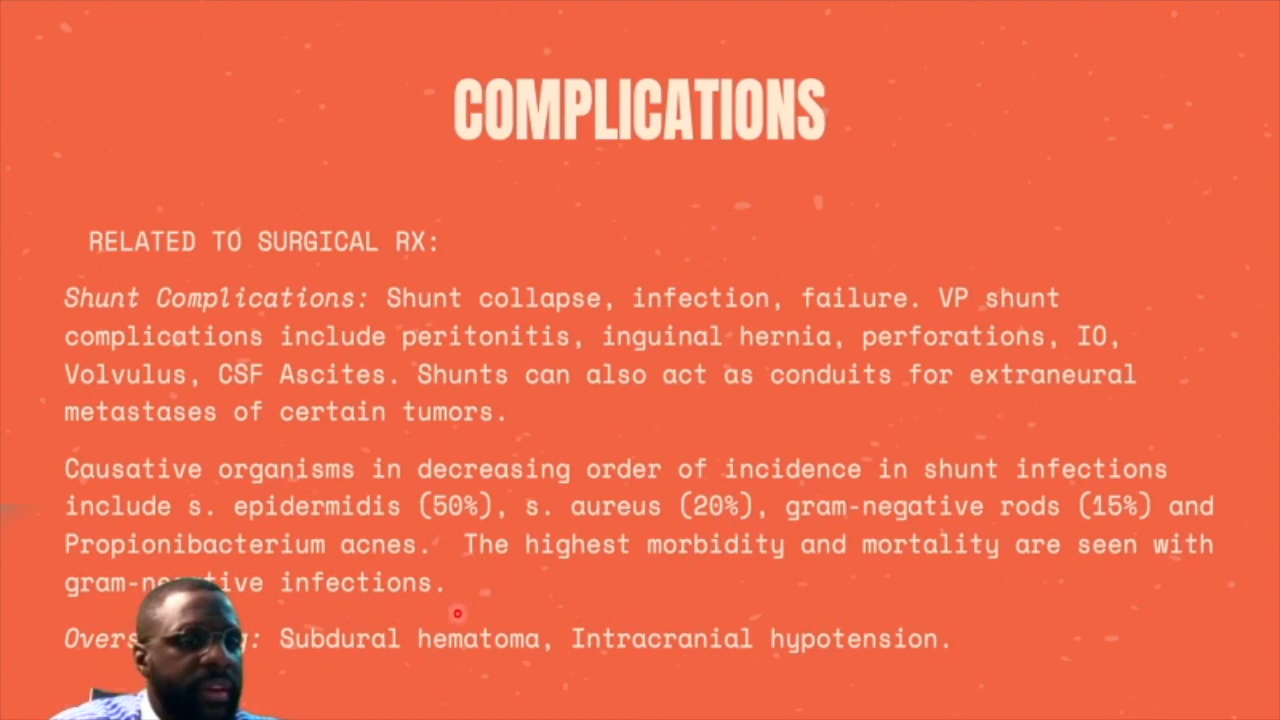 COMPLICATIONS
RELATED TO SURGICAL RX:
Shunt Complications: Shunt collapse, infection, failure. VP shunt
complications include peritonitis, inguinal hernia, perforations, IO,
Volvulus, CSF Ascites. Shunts can also act as conduits for extraneural
metastases of certain tumors.
Causative organisms in decreasing order of incidence in shunt infections
include s. epidermidis (50%), s. aureus (20%), gram-negative rods (15%) and
Propionibacterium acnes. The highest morbidity and mortality are seen with
gram-negative infections.
Subdural hematoma, Intracranial hypotension.